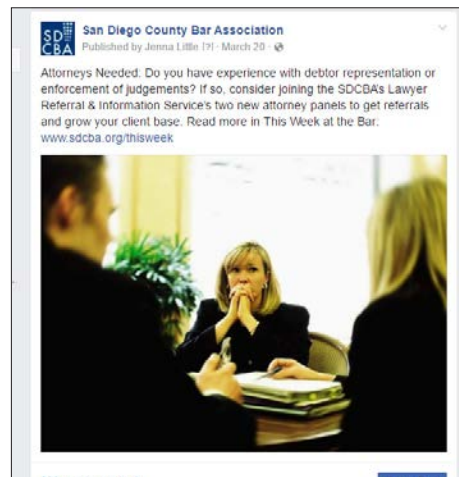 SD
CBA
San Diego County Bar Association
Published by Jenna Little [?] · March 20 ·
Attorneys Needed: Do you have experience with debtor representation or
enforcement of judgements? If so, consider joining the SDCBA's Lawyer
Referral & Information Service's two new attorney panels to get referrals
and grow your client base. Read more in This Week at the Bar:
www.sdcba.org/thisweek